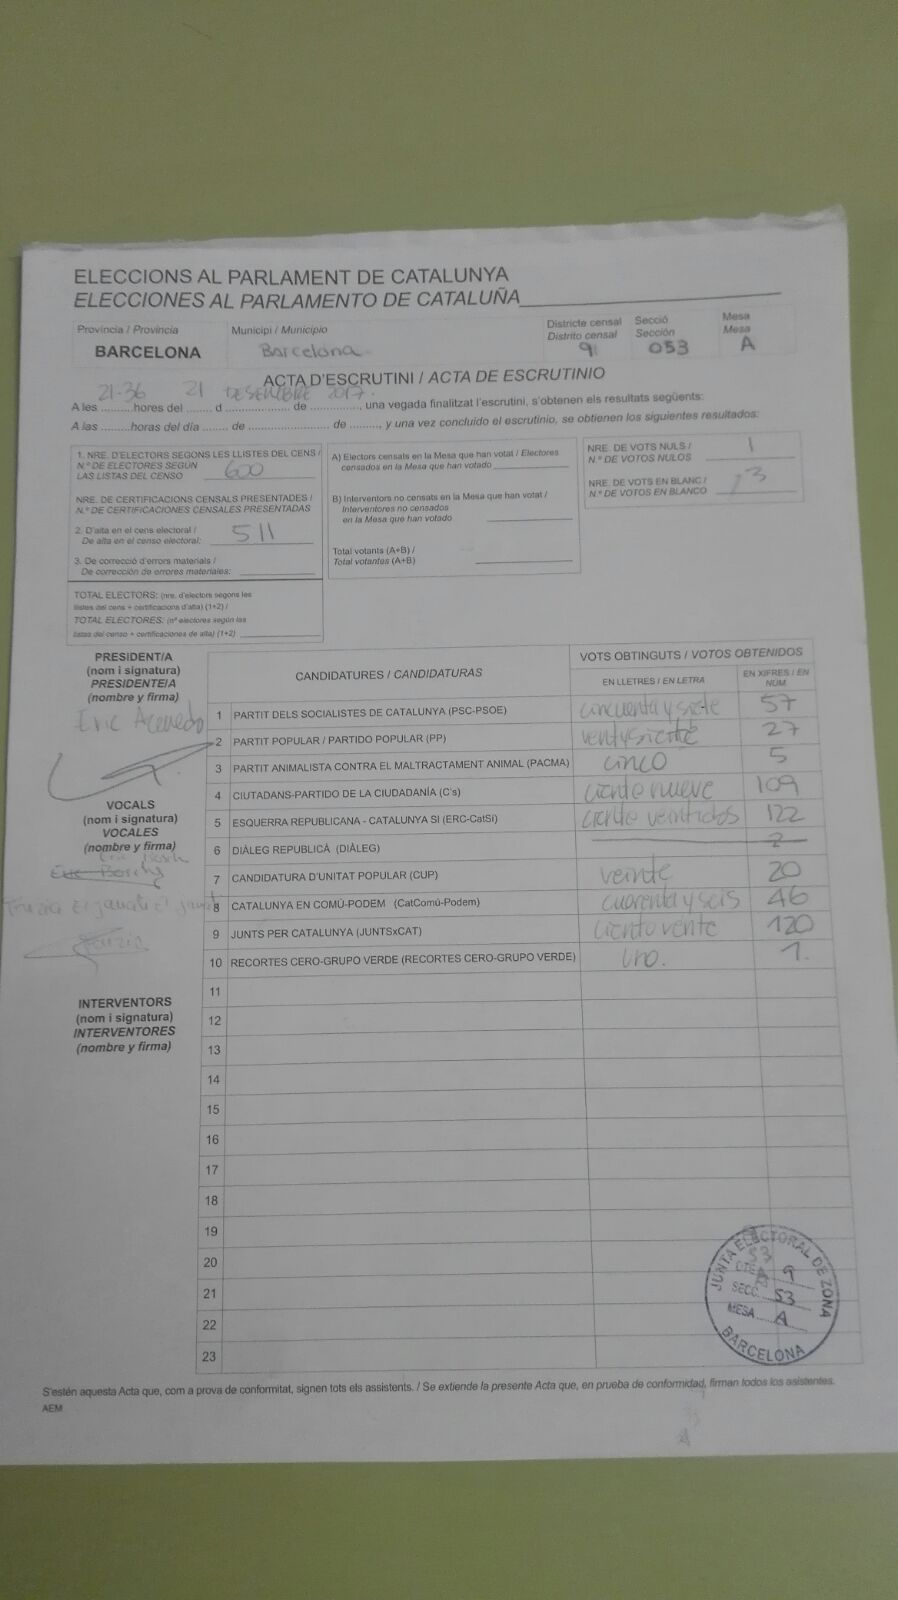 ELECCIONS AL PARLAMENT DE CATALUNYA
ELECCIONES AL PARLAMENTO DE CATALUÑA
Província / Provincia
BARCELONA
Municipi / Municipio
Barcelona
Districte censal
Distrito censal
9
Secció
Sección
053
Mesa
Mesa
A
ACTA D'ESCRUTINI / ACTA DE ESCRUTINIO
21-36 21 DESEMBRE 2017.
A les ..........hores del ........ d .................... de ..............., una vegada finalitzat l'escrutini, s'obtenen els resultats següents:
A las .........horas del día ....... de ......................... de ........., y una vez concluido el escrutinio, se obtienen los siguientes resultados:
1. NRE. D'ELECTORS SEGONS LES LLISTES DEL CENS /
N.º DE ELECTORES SEGÚN
LAS LISTAS DEL CENSO 600
NRE. DE CERTIFICACIONS CENSALS PRESENTADES /
N.º DE CERTIFICACIONES CENSALES PRESENTADAS
2. D'alta en el cens electoral /
De alta en el censo electoral: 511
3. De correcció d'errors materials /
De corrección de errores materiales:
TOTAL ELECTORS: (nre. d'electors segons les
llistes del cens + certificacions d'alta) (1+2) /
TOTAL ELECTORES: (nº electores según las
listas del censo + certificaciones de alta) (1+2)
A) Electors censats en la Mesa que han votat / Electores
censados en la Mesa que han votado
B) Interventors no censats en la Mesa que han votat /
Interventores no censados
en la Mesa que han votado
Total votants (A+B) /
Total votantes (A+B)
NRE. DE VOTS NULS / 1
N.º DE VOTOS NULOS
NRE. DE VOTS EN BLANC / 3
N.º DE VOTOS EN BLANCO
PRESIDENT/A
(nom i signatura)
PRESIDENTE/A
(nombre y firma)
Eric Acevedo
VOCALS
(nom i signatura)
VOCALES
(nombre y firma)
Eric Bosch
INTERVENTORS
(nom i signatura)
INTERVENTORES
(nombre y firma)
CANDIDATURES / CANDIDATURAS
VOTS OBTINGUTS / VOTOS OBTENIDOS
EN LLETRES / EN LETRA
EN XIFRES / EN NÚM.
1 PARTIT DELS SOCIALISTES DE CATALUNYA (PSC-PSOE) cincuenta y siete 57
2 PARTIT POPULAR / PARTIDO POPULAR (PP) 27
3 PARTIT ANIMALISTA CONTRA EL MALTRACTAMENT ANIMAL (PACMA) cinco 5
4 CIUTADANS-PARTIDO DE LA CIUDADANÍA (C's) ciento nueve 109
5 ESQUERRA REPUBLICANA - CATALUNYA SI (ERC-CatSí) ciento veintidos 122
6 DIÀLEG REPUBLICÀ (DIÀLEG)
7 CANDIDATURA D'UNITAT POPULAR (CUP) veinte 20
8 CATALUNYA EN COMÚ-PODEM (CatComú-Podem) cuarenta y seis 46
9 JUNTS PER CATALUNYA (JUNTSxCAT) ciento vente 120
10 RECORTES CERO-GRUPO VERDE (RECORTES CERO-GRUPO VERDE) uno. 1.
11
12
13
14
15
16
17
18
19
20
21
22
23
JUNTA ELECTORAL DE ZONA
53
DTE. 9
SECC. 53
MESA A
BARCELONA
S'estén aquesta Acta que, com a prova de conformitat, signen tots els assistents. / Se extiende la presente Acta que, en prueba de conformidad, firman todos los asistentes.
AEM